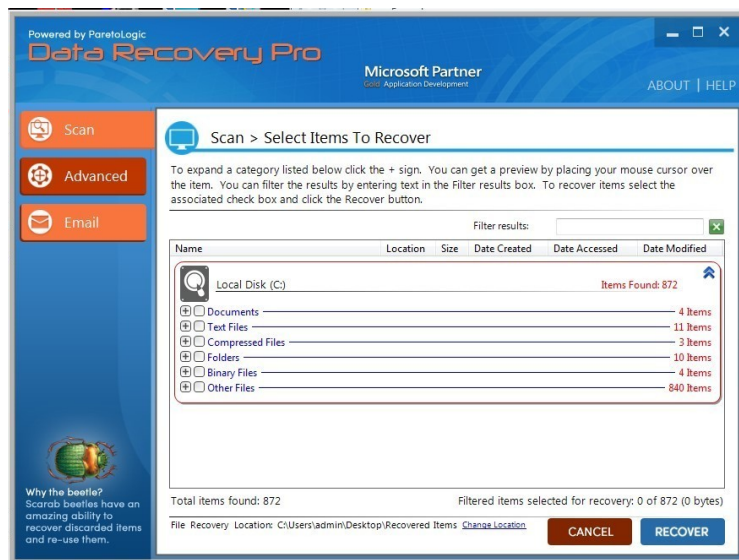 Powered by ParetoLogic
Data Recovery Pro
Microsoft Partner
Gold Application Development
ABOUT | HELP
Scan
Advanced
Email
Scan > Select Items To Recover
To expand a category listed below click the + sign. You can get a preview by placing your mouse cursor over
the item. You can filter the results by entering text in the Filter results box. To recover items select the
associated check box and click the Recover button.
Filter results:
Name Location Size Date Created Date Accessed Date Modified
Local Disk (C:) Items Found: 872
Documents 4 Items
Text Files 11 Items
Compressed Files 3 Items
Folders 10 Items
Binary Files 4 Items
Other Files 840 Items
Total items found: 872 Filtered items selected for recovery: 0 of 872 (0 bytes)
File Recovery Location: C:\Users\admin\Desktop\Recovered Items Change Location
CANCEL RECOVER
Why the beetle?
Scarab beetles have an
amazing ability to
recover discarded items
and re-use them.